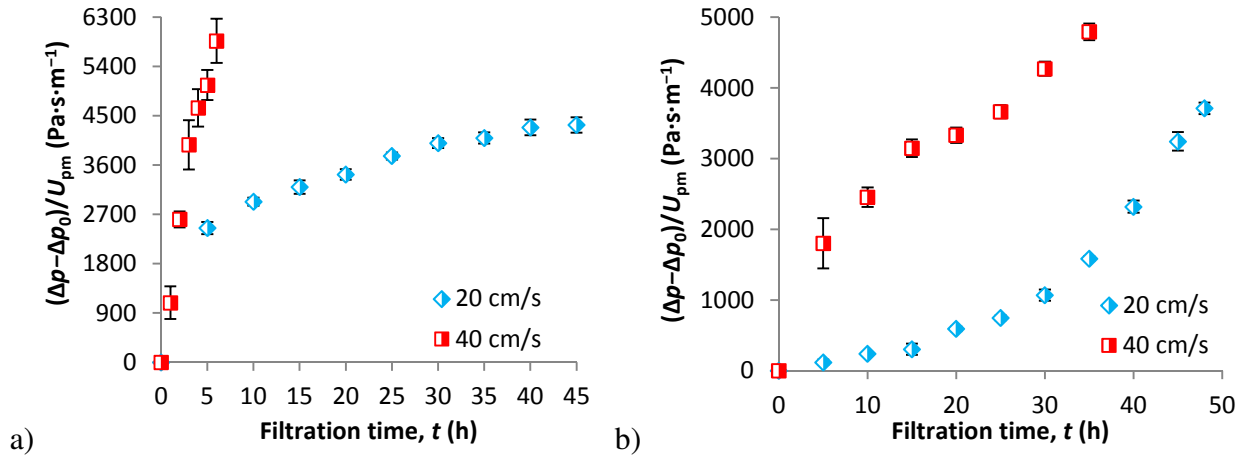 (Δp−Δp0)/Upm (Pa·s·m−1)
6300
5400
4500
3600
2700
1800
900
0
20 cm/s
40 cm/s
0 5 10 15 20 25 30 35 40 45
Filtration time, t (h)
a)
(Δp−Δp0)/Upm (Pa·s·m−1)
5000
4000
3000
2000
1000
0
20 cm/s
40 cm/s
0 10 20 30 40 50
Filtration time, t (h)
b)